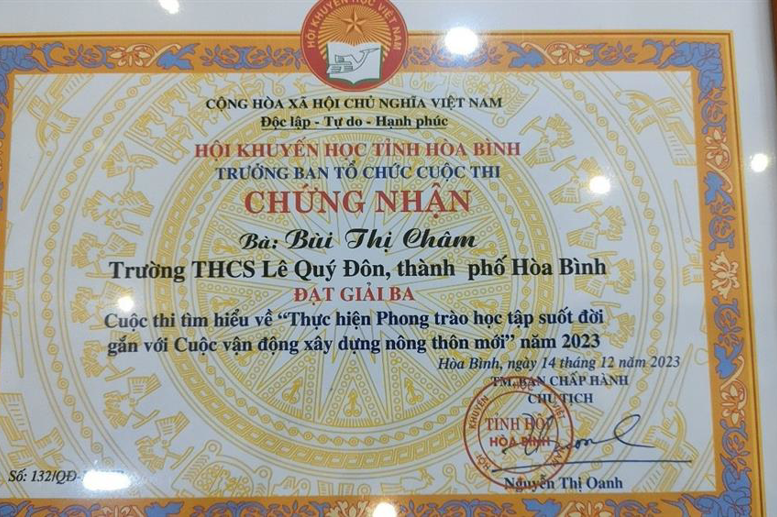 HỘI KHUYẾN HỌC VIỆT NAM
CỘNG HÒA XÃ HỘI CHỦ NGHĨA VIỆT NAM
Độc lập - Tự do - Hạnh phúc
HỘI KHUYẾN HỌC TỈNH HÒA BÌNH
TRƯỞNG BAN TỔ CHỨC CUỘC THI
CHỨNG NHẬN
Bà: Bùi Thị Châm
Trường THCS Lê Quý Đôn, thành phố Hòa Bình
ĐẠT GIẢI BA
Cuộc thi tìm hiểu về “Thực hiện Phong trào học tập suốt đời
gắn với Cuộc vận động xây dựng nông thôn mới” năm 2023
Hòa Bình, ngày 14 tháng 12 năm 2023
TM. BAN CHẤP HÀNH
CHỦ TỊCH
HỘI KHUYẾN HỌC VIỆT NAM
TỈNH HỘI
HÒA BÌNH
Số: 132/QĐ-
Nguyễn Thị Oanh